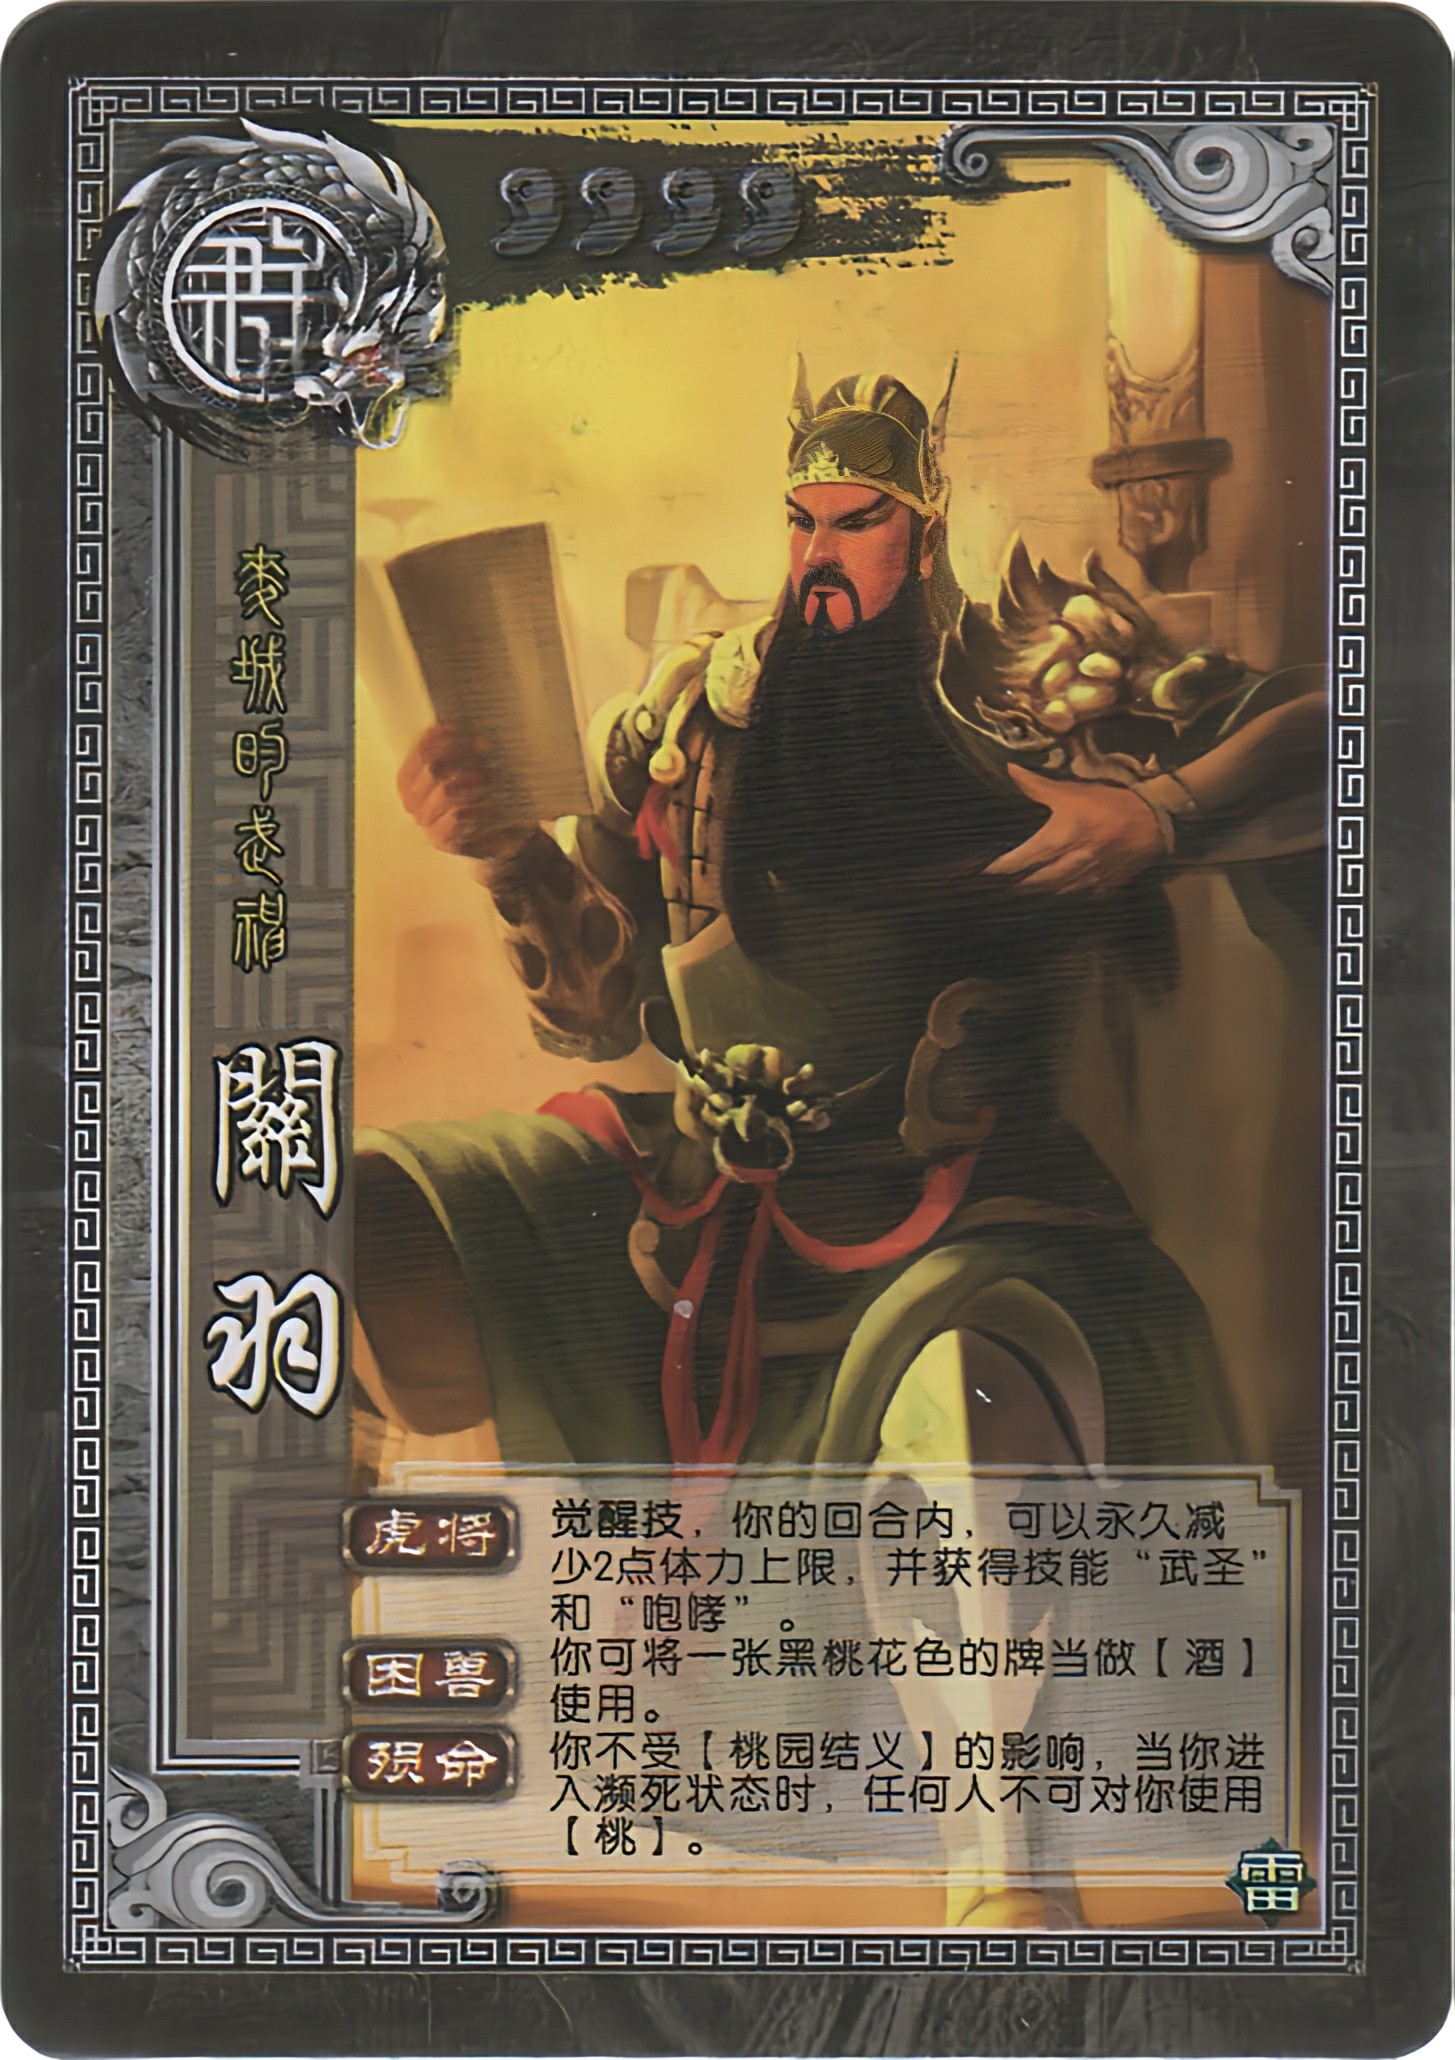 麥城的武神
關羽
虎将
觉醒技，你的回合内，可以永久减
少2点体力上限，并获得技能“武圣”
和“咆哮”。
困兽
你可将一张黑桃花色的牌当做【酒】
使用。
殒命
你不受【桃园结义】的影响，当你进
入濒死状态时，任何人不可对你使用
【桃】。
雷